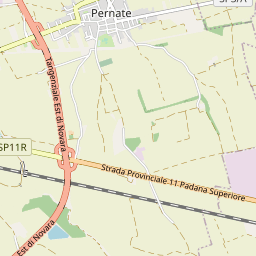 Pernate
Tangenziale Est di Novara
SP11R
Strada Provinciale 11 Padana Superiore
Est di Novara